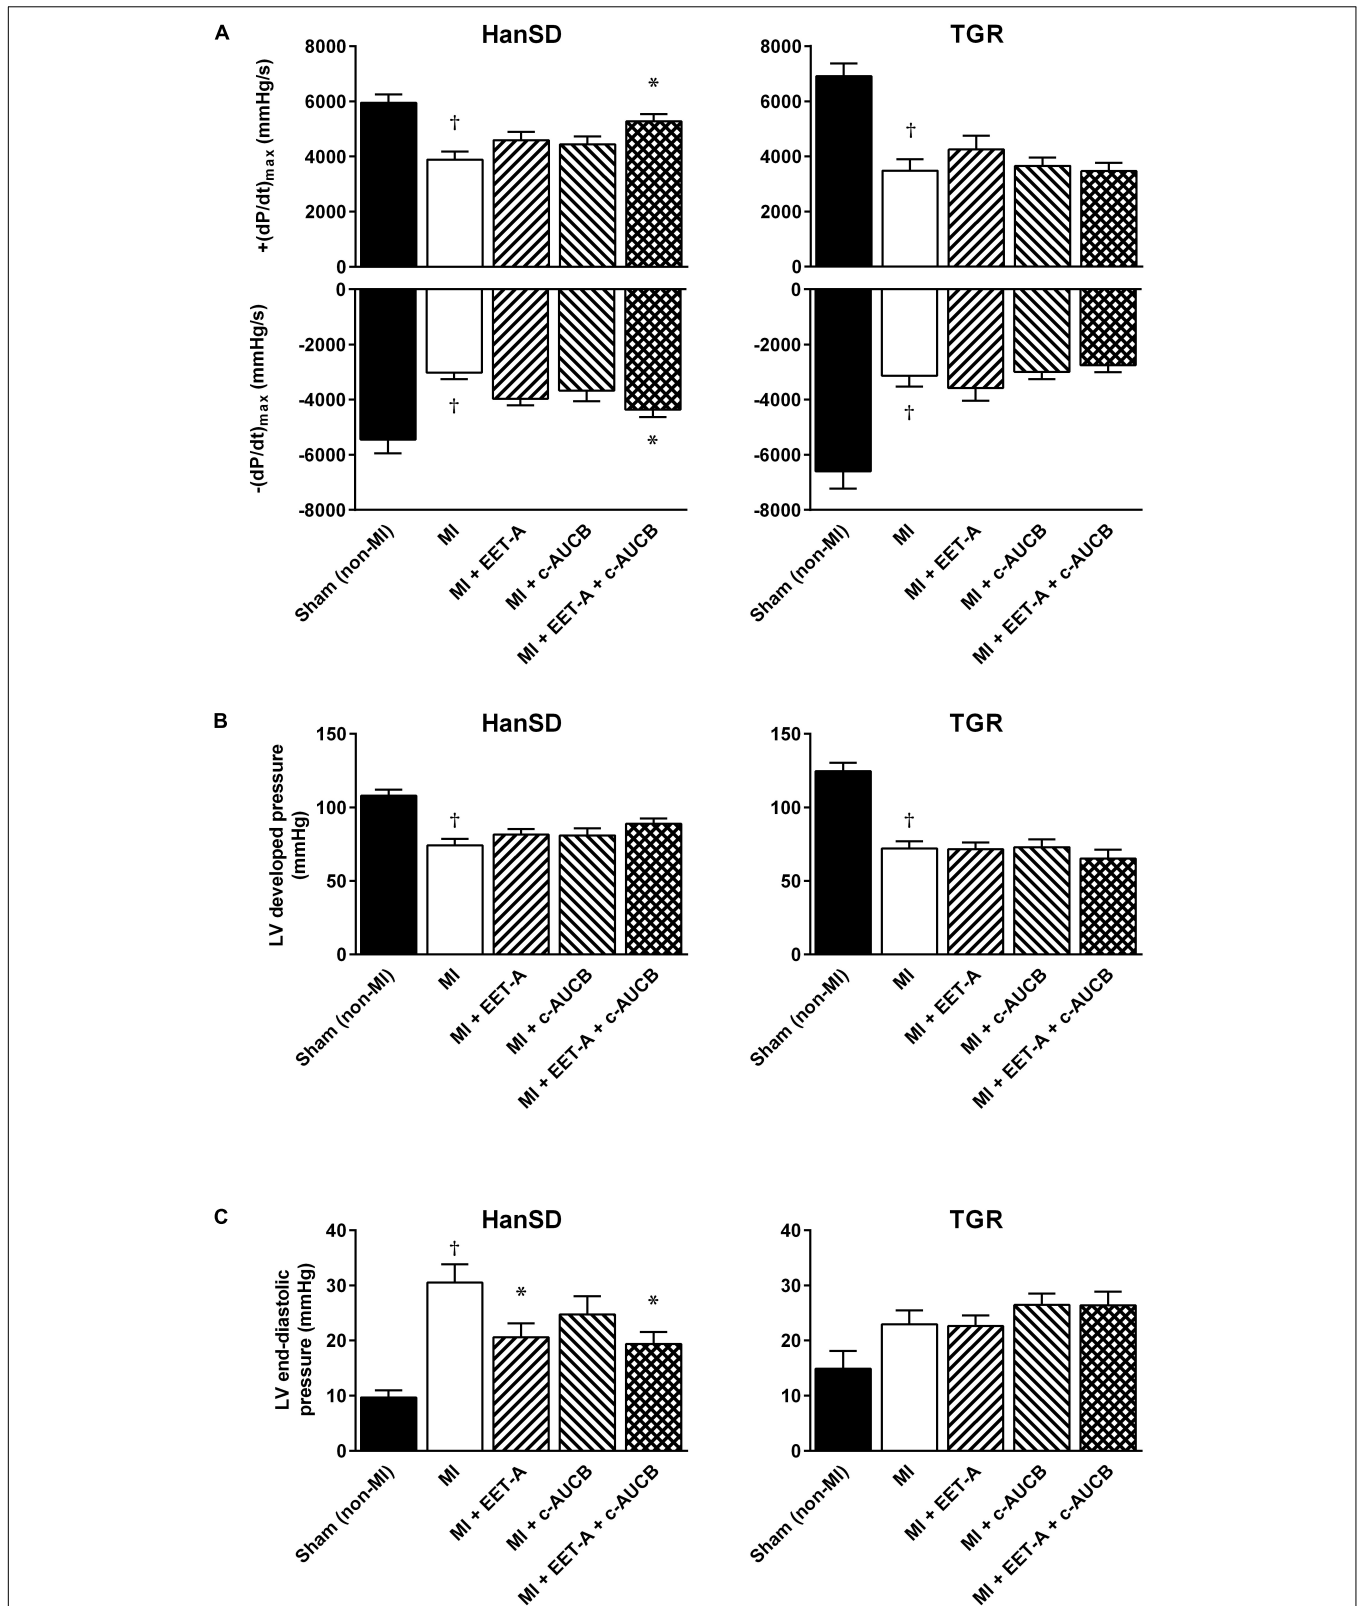 A
HanSD
TGR
+(dP/dt)max (mmHg/s)
8000
6000
4000
2000
0
†
*
8000
6000
4000
2000
0
†
-(dP/dt)max (mmHg/s)
0
-2000
-4000
-6000
-8000
†
*
0
-2000
-4000
-6000
-8000
†
Sham (non-MI)
MI
MI + EET-A
MI + c-AUCB
MI + EET-A + c-AUCB
Sham (non-MI)
MI
MI + EET-A
MI + c-AUCB
MI + EET-A + c-AUCB
B
HanSD
TGR
LV developed pressure
(mmHg)
150
100
50
0
†
150
100
50
0
†
Sham (non-MI)
MI
MI + EET-A
MI + c-AUCB
MI + EET-A + c-AUCB
Sham (non-MI)
MI
MI + EET-A
MI + c-AUCB
MI + EET-A + c-AUCB
C
HanSD
TGR
LV end-diastolic
pressure (mmHg)
40
30
20
10
0
†
*
*
40
30
20
10
0
Sham (non-MI)
MI
MI + EET-A
MI + c-AUCB
MI + EET-A + c-AUCB
Sham (non-MI)
MI
MI + EET-A
MI + c-AUCB
MI + EET-A + c-AUCB